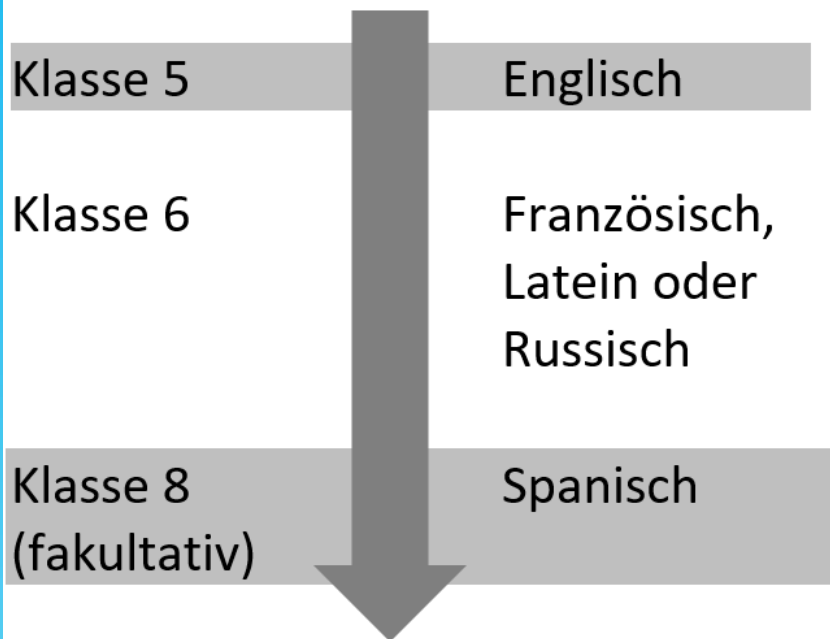 Klasse 5 Englisch
Klasse 6 Französisch,
Latein oder
Russisch
Klasse 8 Spanisch
(fakultativ)